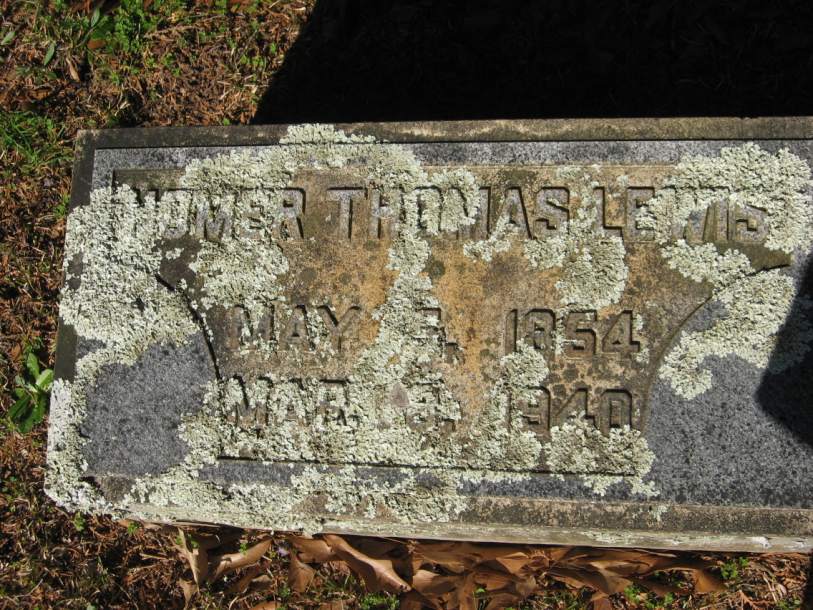 HOMER THOMAS LEWIS
MAY 1854
MAR. 1940